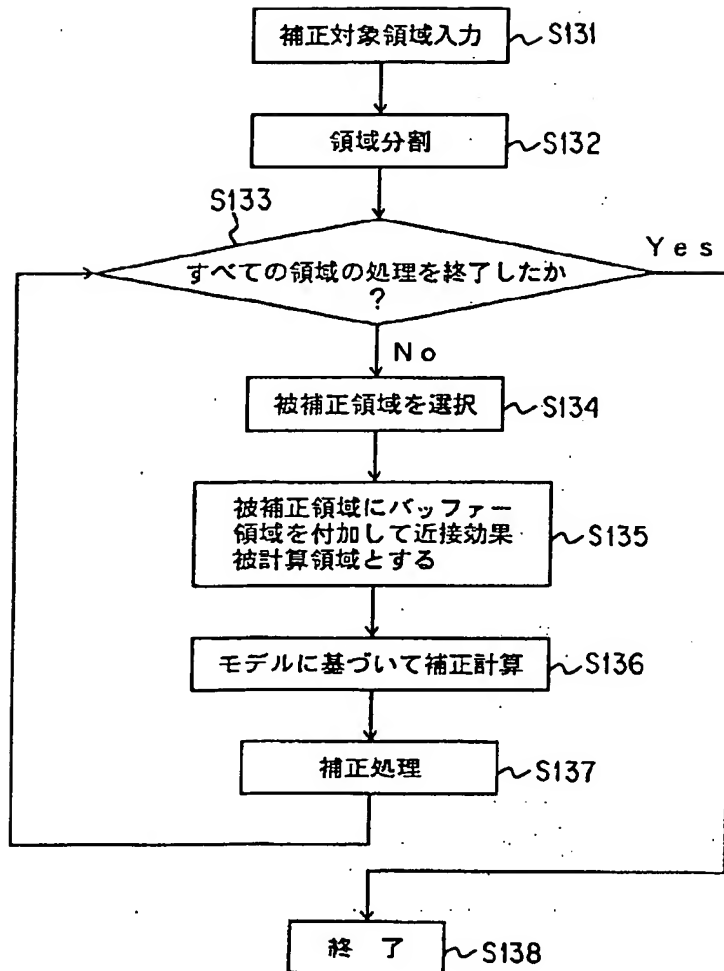 補正対象領域入力 S131
領域分割 S132
S133
すべての領域の処理を終了したか
?
Yes
No
被補正領域を選択 S134
被補正領域にバッファー
領域を付加して近接効果
被計算領域とする
S135
モデルに基づいて補正計算 S136
補正処理 S137
終 了 S138